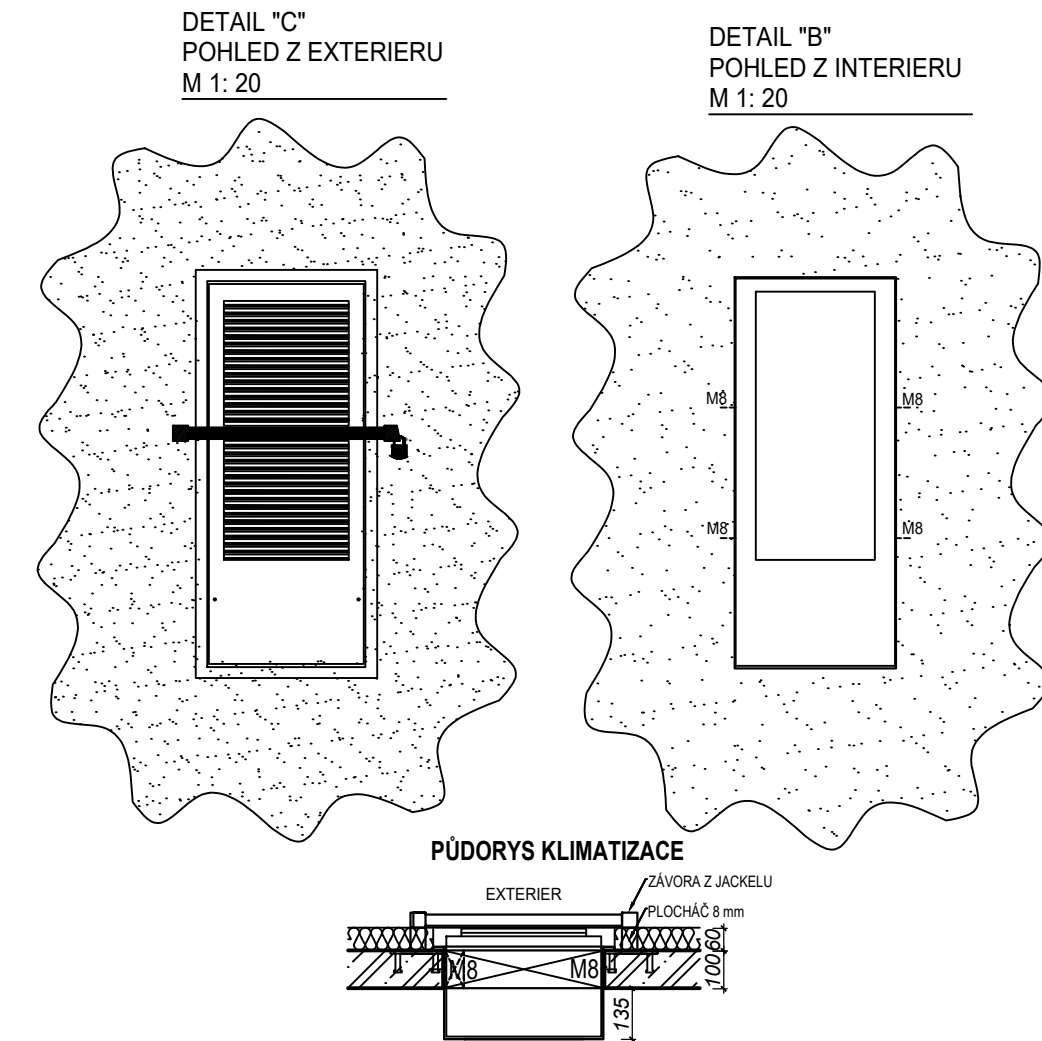 DETAIL "C"
POHLED Z EXTERIERU
M 1: 20
DETAIL "B"
POHLED Z INTERIERU
M 1: 20
M8
M8
M8
M8
PŮDORYS KLIMATIZACE
EXTERIER
ZÁVORA Z JACKELU
PLOCHÁČ 8 mm
60
100
M8
M8
135